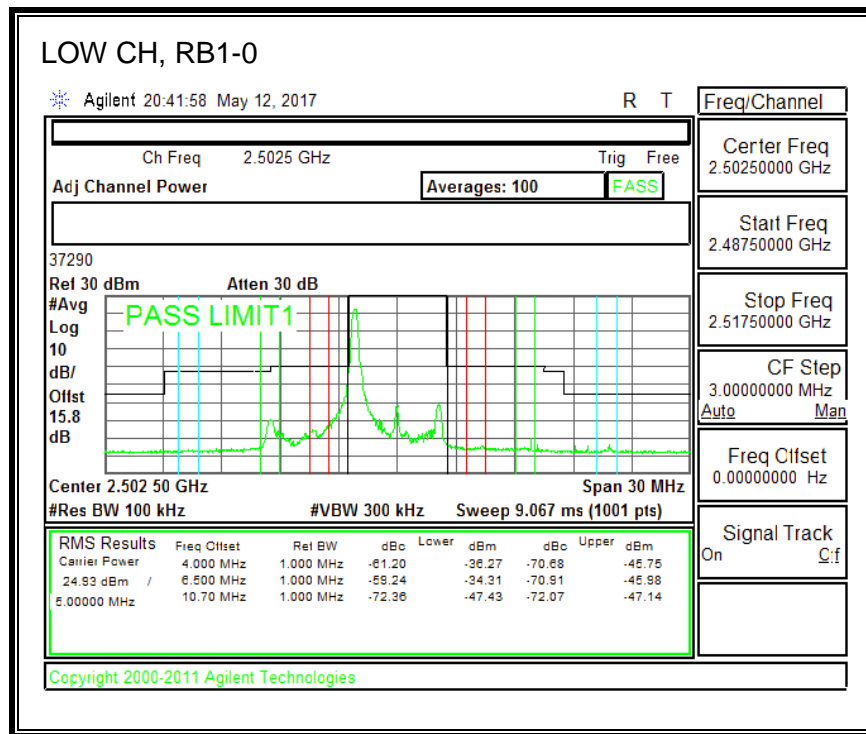 LOW CH, RB1-0
Agilent 20:41:58 May 12, 2017 R T
Freq/Channel
Ch Freq 2.5025 GHz Trig Free
Adj Channel Power Averages: 100 PASS
37290
Ref 30 dBm Atten 30 dB
#Avg
Log
10
dB/
Offst
15.8
dB
PASS LIMIT1
Center 2.502 50 GHz Span 30 MHz
#Res BW 100 kHz #VBW 300 kHz Sweep 9.067 ms (1001 pts)
RMS Results Freq Offset Ref BW dBc Lower dBm dBc Upper dBm
Carrier Power 4.000 MHz 1.000 MHz -61.20 -36.27 -70.68 -45.75
24.93 dBm / 6.500 MHz 1.000 MHz -59.24 -34.31 -70.91 -45.98
5.00000 MHz 10.70 MHz 1.000 MHz -72.36 -47.43 -72.07 -47.14
Copyright 2000-2011 Agilent Technologies
Center Freq
2.50250000 GHz
Start Freq
2.48750000 GHz
Stop Freq
2.51750000 GHz
CF Step
3.00000000 MHz
Auto Man
Freq Offset
0.00000000 Hz
Signal Track
On Off